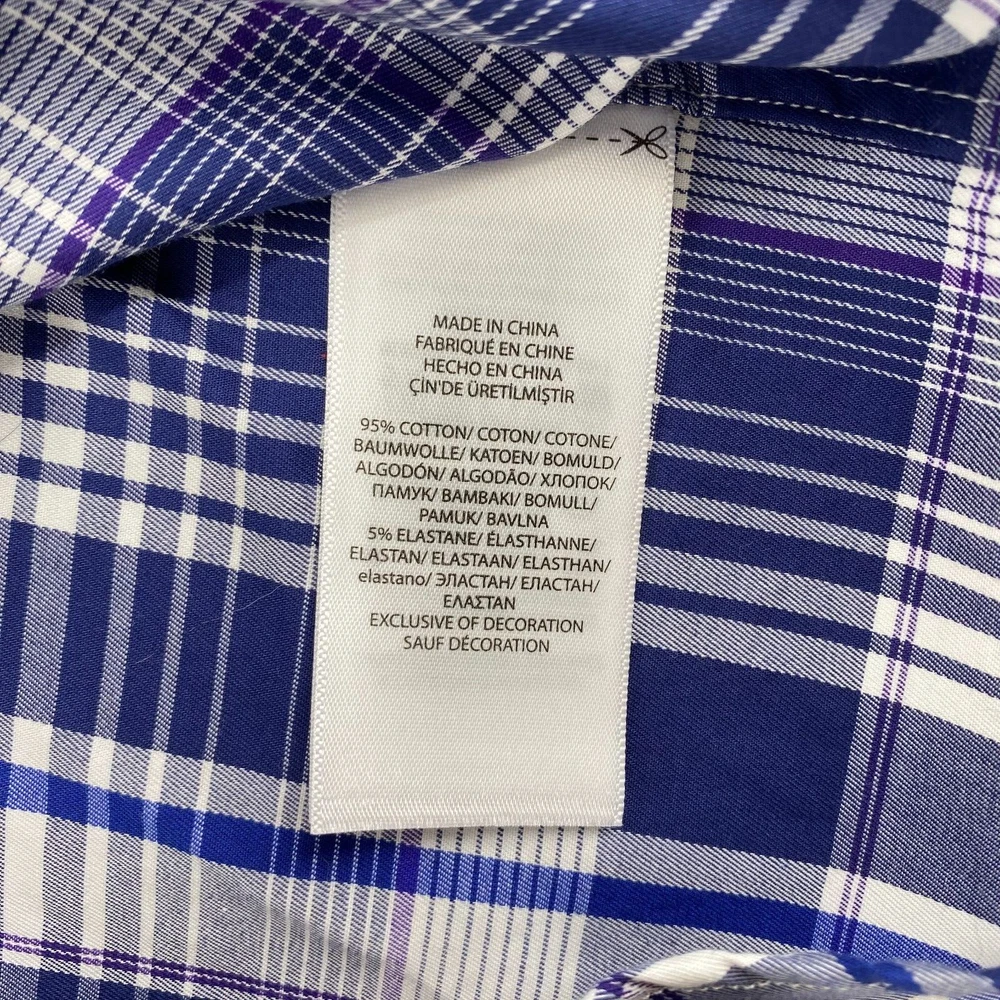 MADE IN CHINA
FABRIQUÉ EN CHINE
HECHO EN CHINA
ÇİN'DE ÜRETİLMİŞTİR
95% COTTON/ COTON/ COTONE/
BAUMWOLLE/ KATOEN/ BOMULD/
ALGODÓN/ ALGODÃO/ ХЛОПОК/
ПАМУК/ BAMBAKI/ BOMULL/
PAMUK/ BAVLNA
5% ELASTANE/ ÉLASTHANNE/
ELASTAN/ ELASTAAN/ ELASTHAN/
elastano/ ЭЛАСТАН/ ЕЛАСТАН/
ΕΛΑΣΤΑΝ
EXCLUSIVE OF DECORATION
SAUF DÉCORATION